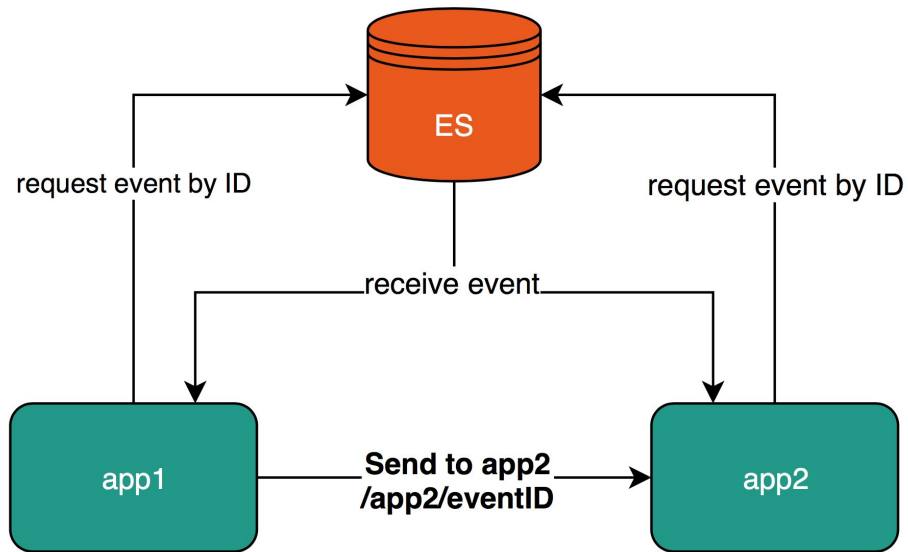 ES
request event by ID
request event by ID
receive event
app1
Send to app2
/app2/eventID
app2